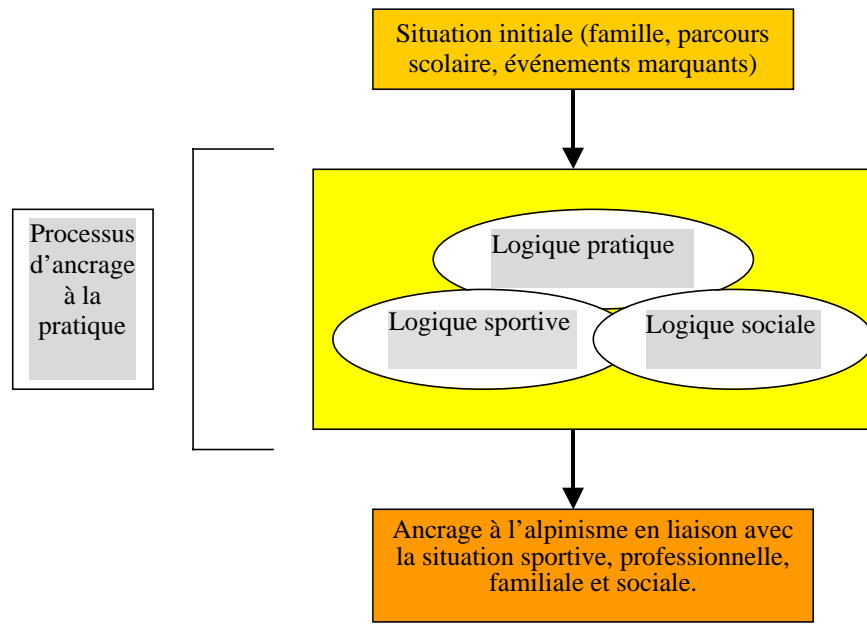 Situation initiale (famille, parcours
scolaire, événements marquants)
Processus
d’ancrage
à la
pratique
Logique pratique
Logique sportive
Logique sociale
Ancrage à l’alpinisme en liaison avec
la situation sportive, professionnelle,
familiale et sociale.